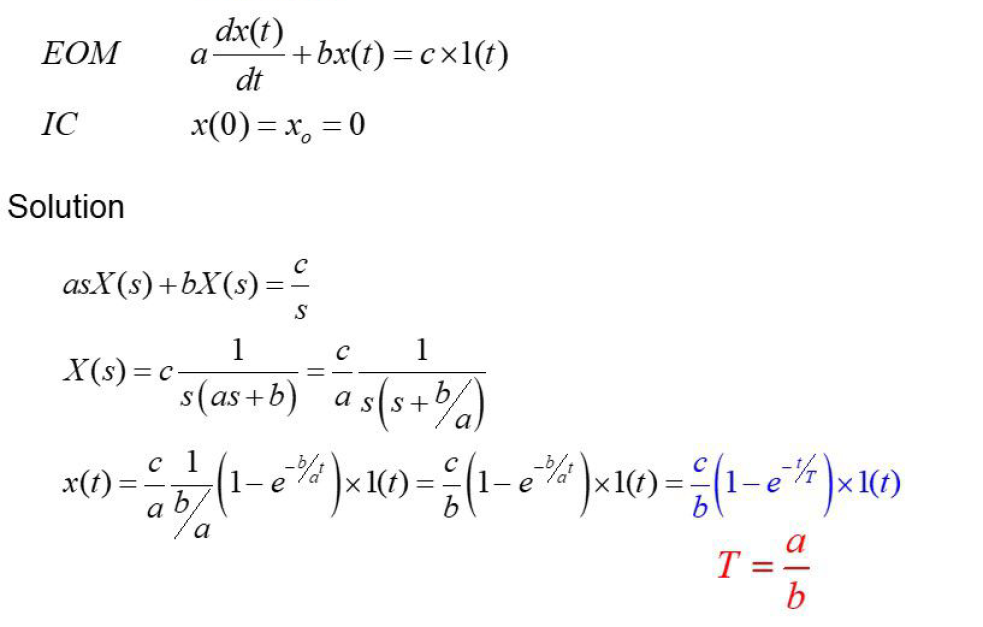 EOM a dx(t)/dt + bx(t) = c×1(t)
IC x(0) = xₒ = 0
Solution
asX(s) + bX(s) = c/s
X(s) = c 1/(s(as+b)) = c/a 1/(s(s + b/a))
x(t) = c/a 1/(b/a) (1 − e^(−b/a t))×1(t) = c/b (1 − e^(−b/a t))×1(t) = c/b (1 − e^(−t/T))×1(t)
T = a/b